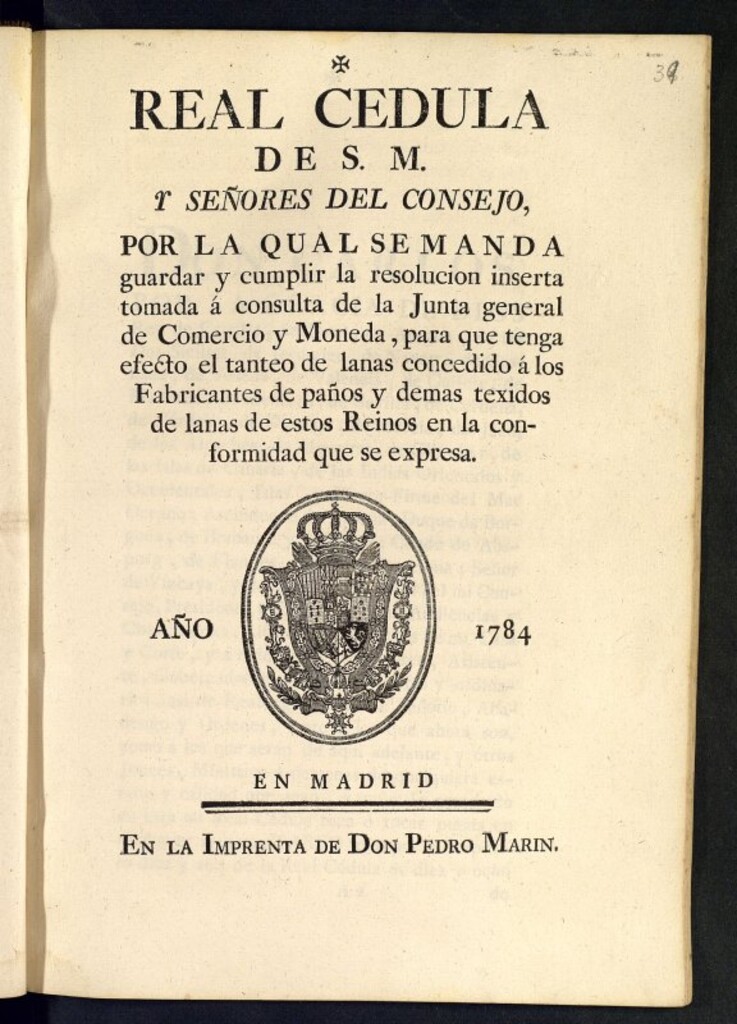 ✠
REAL CEDULA
DE S. M.
Y SEÑORES DEL CONSEJO,
POR LA QUAL SE MANDA
guardar y cumplir la resolucion inserta
tomada á consulta de la Junta general
de Comercio y Moneda, para que tenga
efecto el tanteo de lanas concedido á los
Fabricantes de paños y demas texidos
de lanas de estos Reinos en la con-
formidad que se expresa.
AÑO 1784
EN MADRID
EN LA IMPRENTA DE DON PEDRO MARIN.